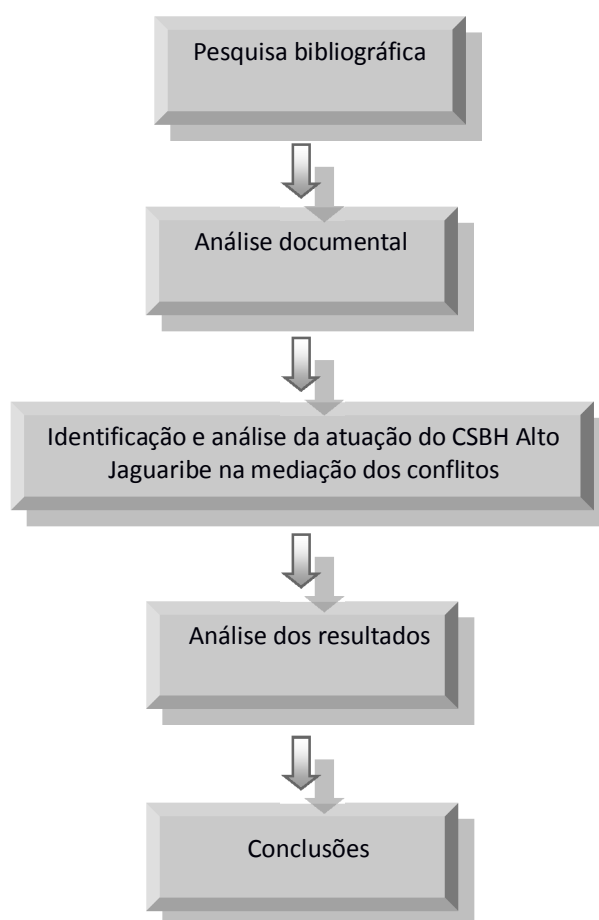 Pesquisa bibliográfica
Análise documental
Identificação e análise da atuação do CSBH Alto
Jaguaribe na mediação dos conflitos
Análise dos resultados
Conclusões